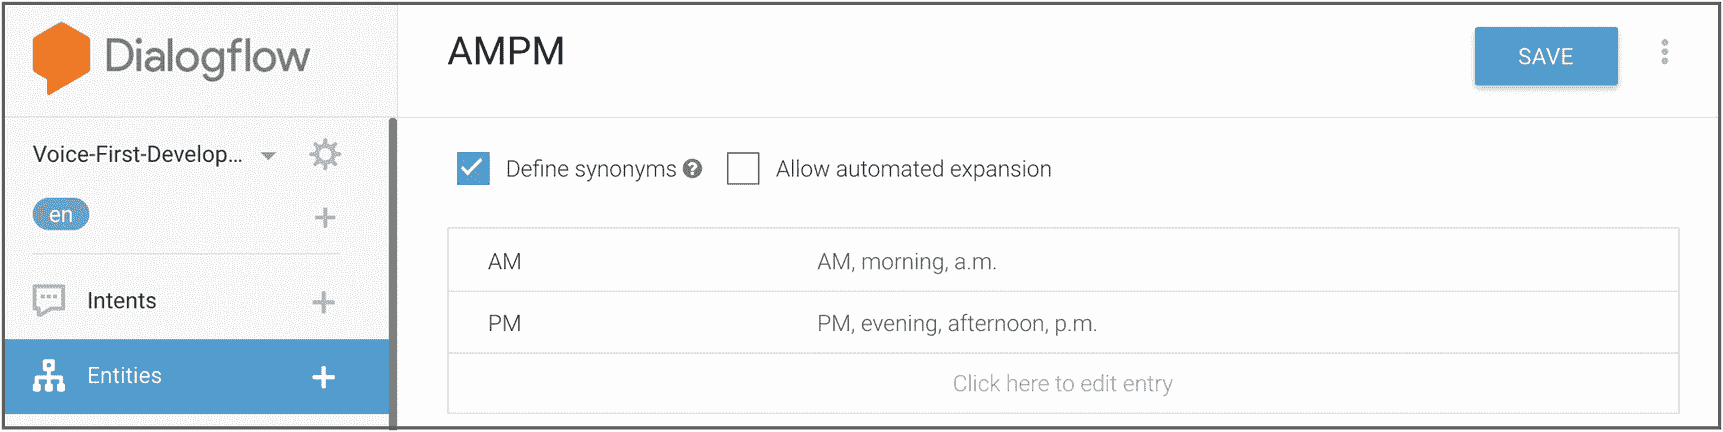 Dialogflow
AMPM
SAVE
Voice-First-Develop...
en
Intents
Entities
Define synonyms ?
Allow automated expansion
AM
AM, morning, a.m.
PM
PM, evening, afternoon, p.m.
Click here to edit entry